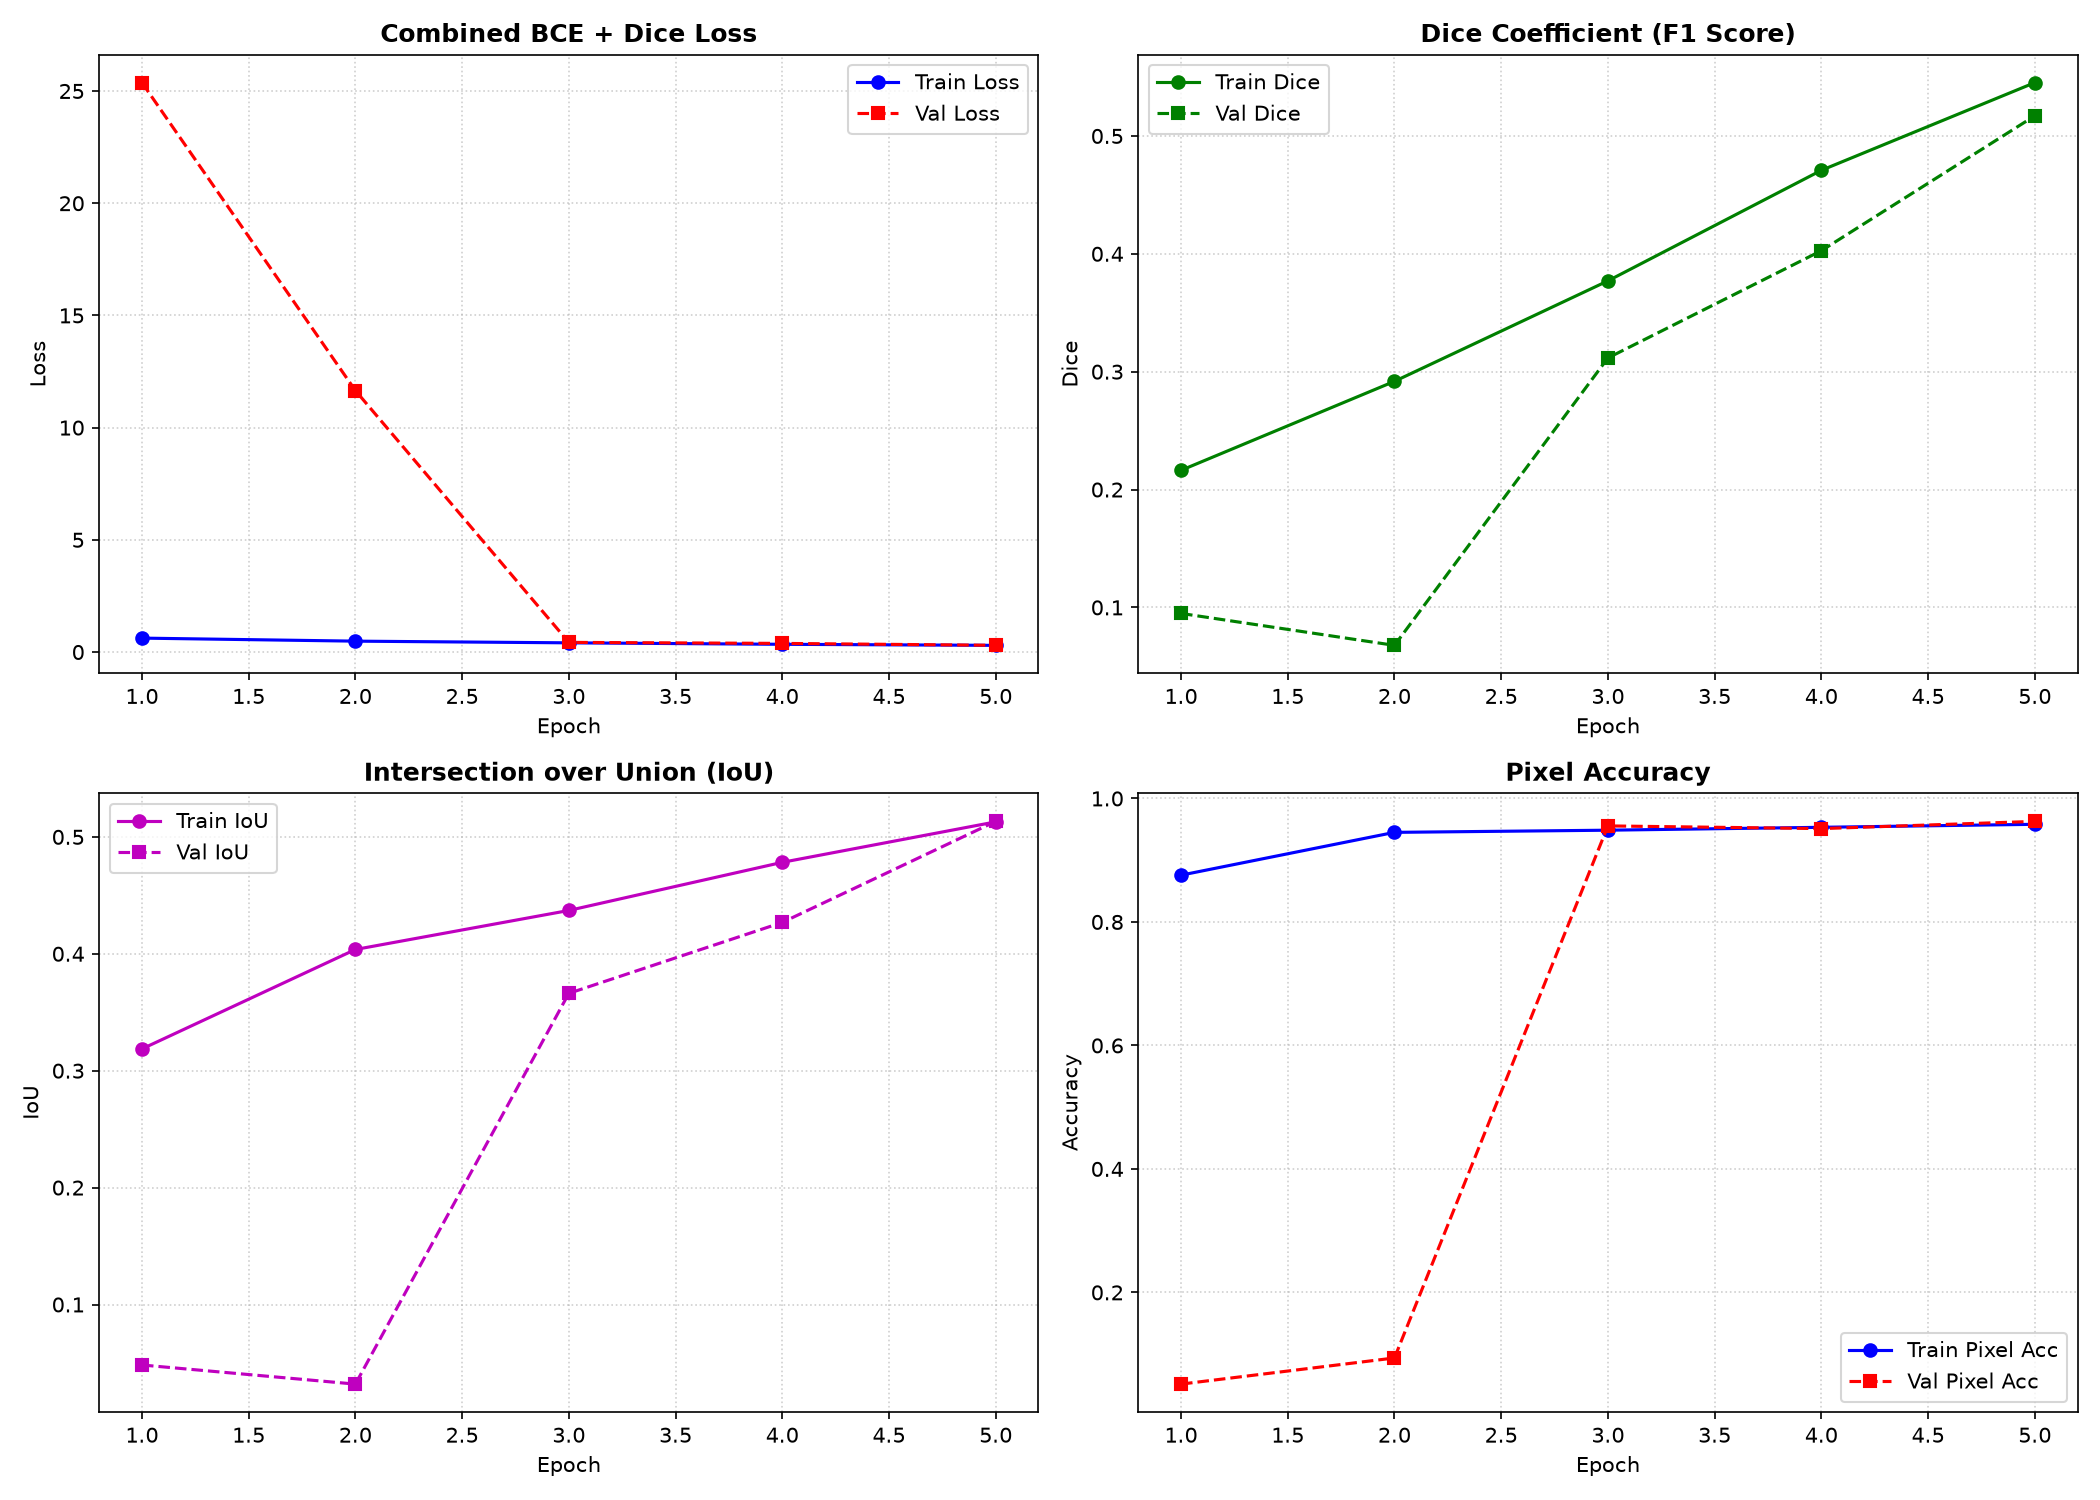 Combined BCE + Dice Loss
Train Loss
Val Loss
25
20
15
10
5
0
Loss
1.0 1.5 2.0 2.5 3.0 3.5 4.0 4.5 5.0
Epoch
Dice Coefficient (F1 Score)
Train Dice
Val Dice
0.5
0.4
0.3
0.2
0.1
Dice
1.0 1.5 2.0 2.5 3.0 3.5 4.0 4.5 5.0
Epoch
Intersection over Union (IoU)
Train IoU
Val IoU
0.5
0.4
0.3
0.2
0.1
IoU
1.0 1.5 2.0 2.5 3.0 3.5 4.0 4.5 5.0
Epoch
Pixel Accuracy
1.0
0.8
0.6
0.4
0.2
Accuracy
Train Pixel Acc
Val Pixel Acc
1.0 1.5 2.0 2.5 3.0 3.5 4.0 4.5 5.0
Epoch